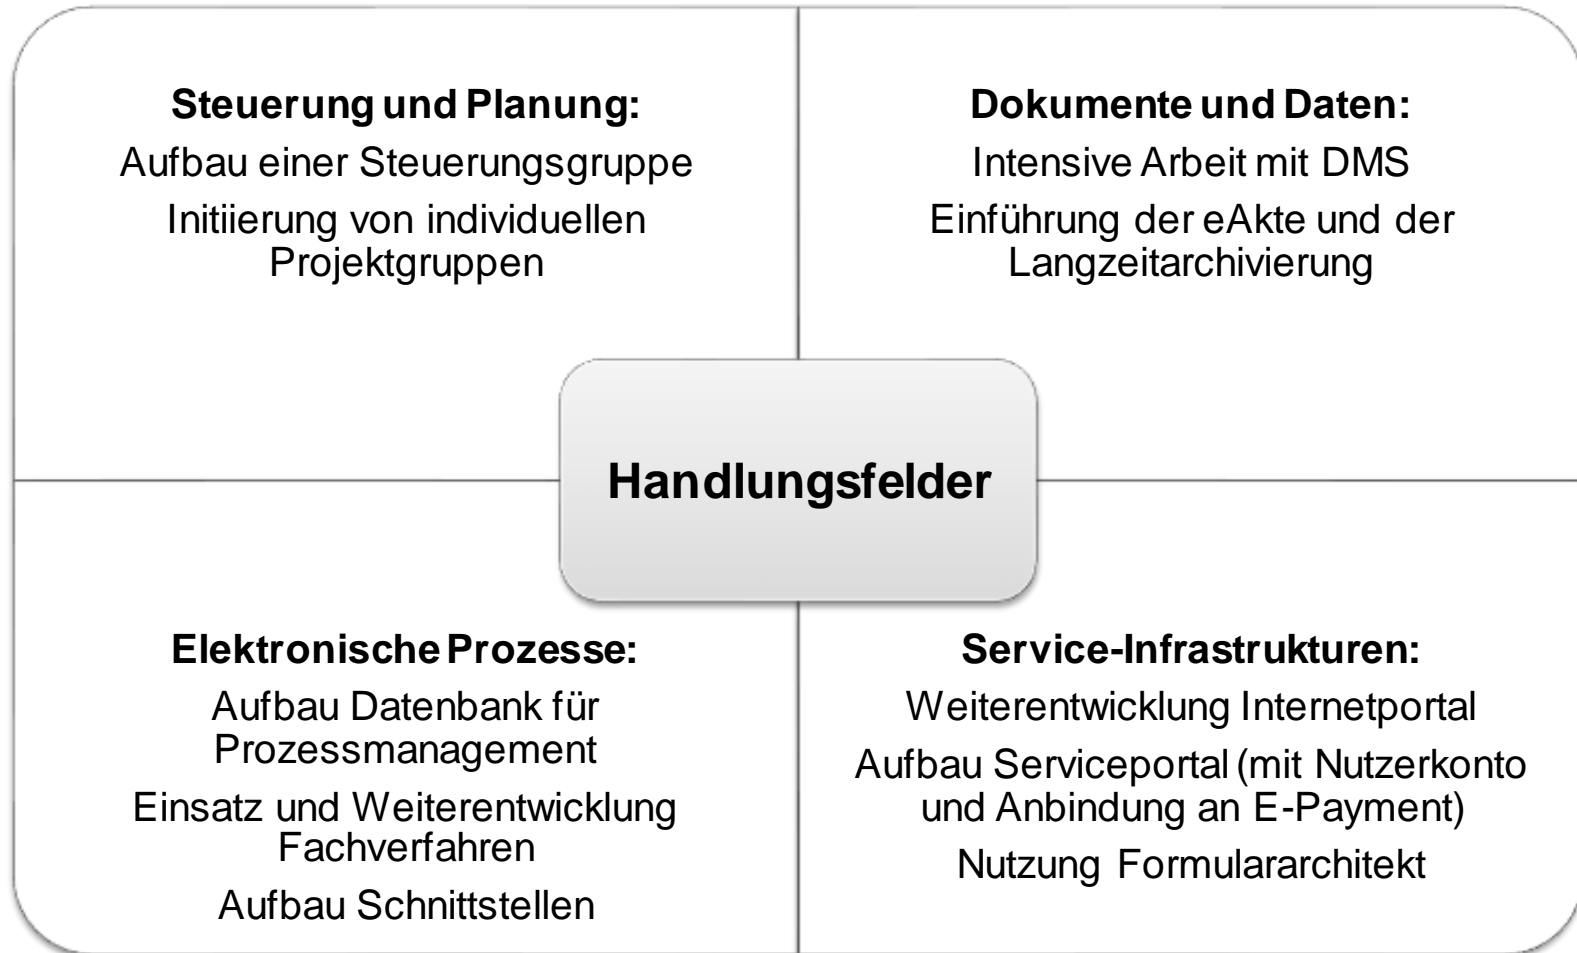 Steuerung und Planung:
Aufbau einer Steuerungsgruppe
Initiierung von individuellen
Projektgruppen
Dokumente und Daten:
Intensive Arbeit mit DMS
Einführung der eAkte und der
Langzeitarchivierung
Handlungsfelder
Elektronische Prozesse:
Aufbau Datenbank für
Prozessmanagement
Einsatz und Weiterentwicklung
Fachverfahren
Aufbau Schnittstellen
Service-Infrastrukturen:
Weiterentwicklung Internetportal
Aufbau Serviceportal (mit Nutzerkonto
und Anbindung an E-Payment)
Nutzung Formulararchitekt